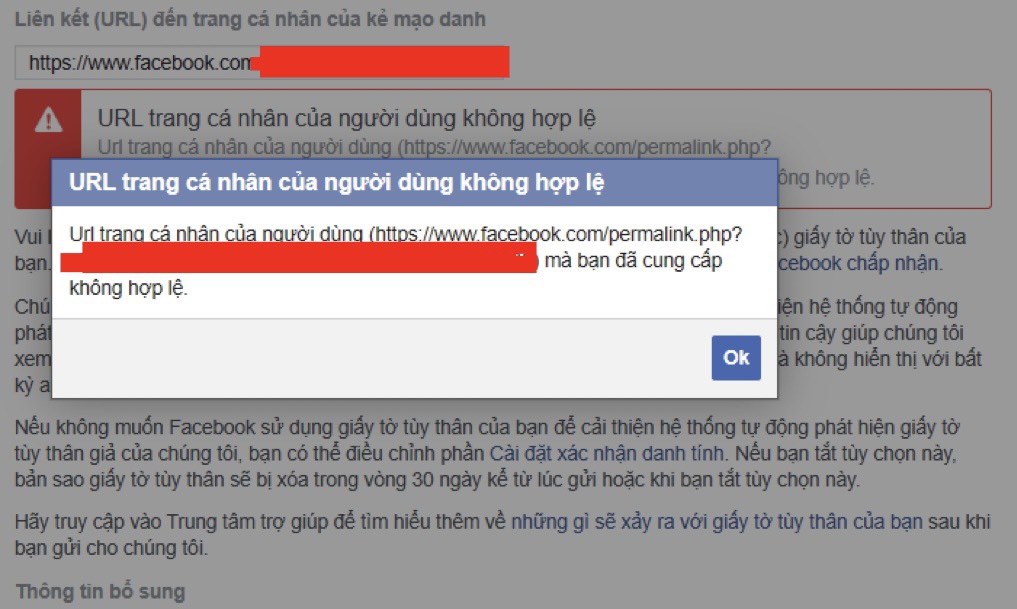 Liên kết (URL) đến trang cá nhân của kẻ mạo danh
https://www.facebook.com
URL trang cá nhân của người dùng không hợp lệ
Url trang cá nhân của người dùng (https://www.facebook.com/permalink.php?
không hợp lệ.
URL trang cá nhân của người dùng không hợp lệ
Url trang cá nhân của người dùng (https://www.facebook.com/permalink.php?
) mà bạn đã cung cấp
không hợp lệ.
Ok
Vui
) giấy tờ tùy thân của
bạn.
cebook chấp nhận.
Chú
iện hệ thống tự động
phát
tin cậy giúp chúng tôi
xem
à không hiển thị với bất
kỳ a
Nếu không muốn Facebook sử dụng giấy tờ tùy thân của bạn để cải thiện hệ thống tự động phát hiện giấy tờ
tùy thân giả của chúng tôi, bạn có thể điều chỉnh phần Cài đặt xác nhận danh tính. Nếu bạn tắt tùy chọn này,
bản sao giấy tờ tùy thân sẽ bị xóa trong vòng 30 ngày kể từ lúc gửi hoặc khi bạn tắt tùy chọn này.
Hãy truy cập vào Trung tâm trợ giúp để tìm hiểu thêm về những gì sẽ xảy ra với giấy tờ tùy thân của bạn sau khi
bạn gửi cho chúng tôi.
Thông tin bổ sung